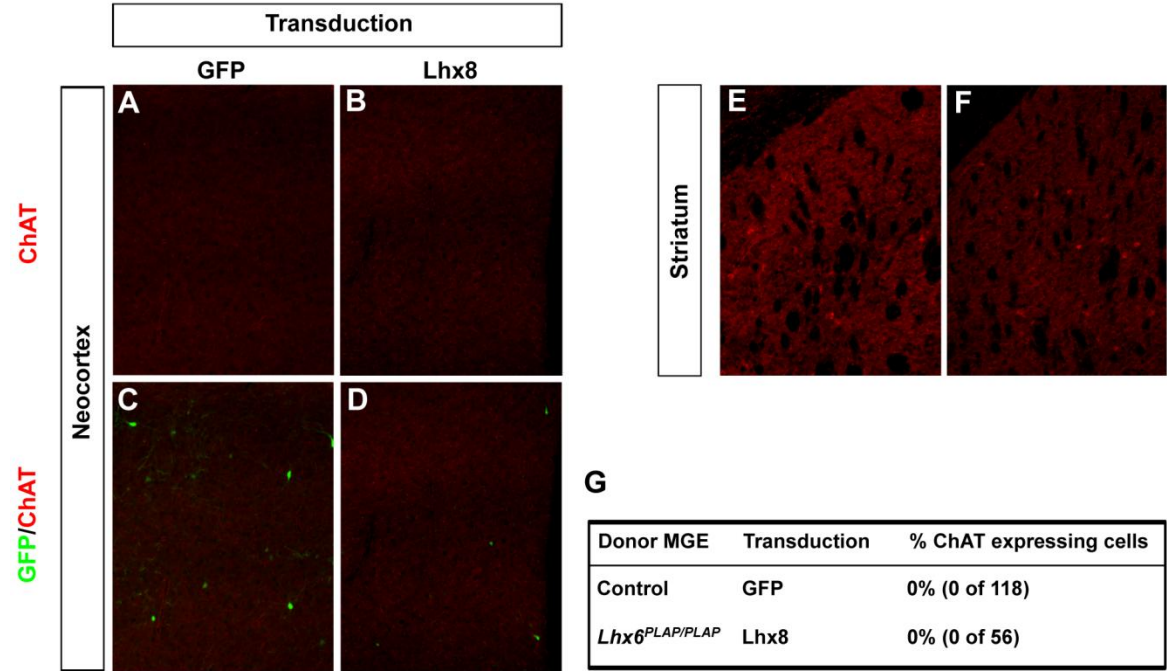 Transduction
GFP Lhx8
A B
C D
ChAT
GFP/ChAT
Neocortex
E F
Striatum
G
Donor MGE Transduction % ChAT expressing cells
Control GFP 0% (0 of 118)
Lhx6PLAP/PLAP Lhx8 0% (0 of 56)